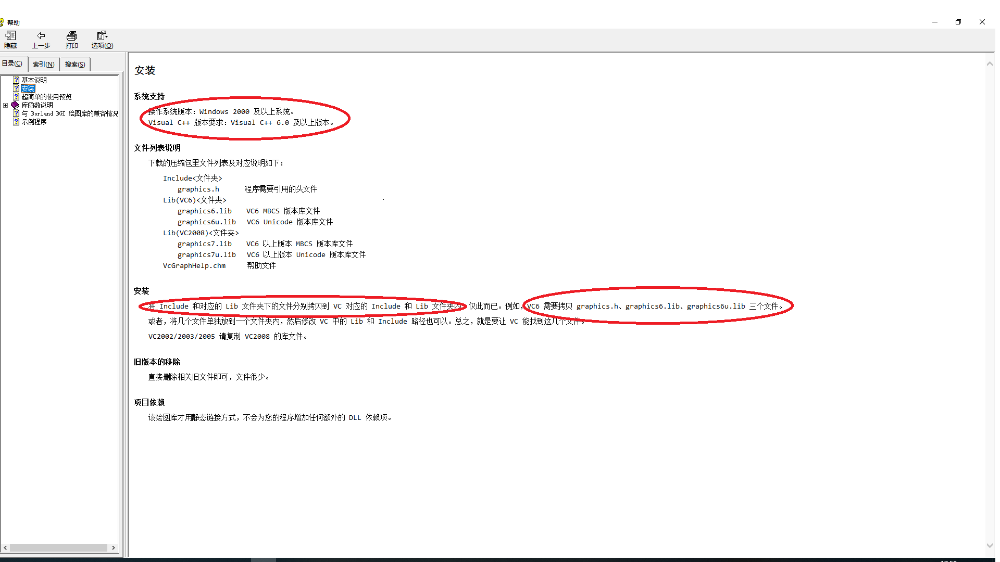 帮助
隐藏 上一步 打印 选项(O)
目录(C) 索引(N) 搜索(S)
基本说明
安装
超简单的使用预览
库函数说明
与 Borland BGI 绘图库的兼容情况
示例程序
安装
系统支持
操作系统版本：Windows 2000 及以上系统。
Visual C++ 版本要求：Visual C++ 6.0 及以上版本。
文件列表说明
下载的压缩包里文件列表及对应说明如下：
Include<文件夹>
graphics.h 程序需要引用的头文件
Lib(VC6)<文件夹>
graphics6.lib VC6 MBCS 版本库文件
graphics6u.lib VC6 Unicode 版本库文件
Lib(VC2008)<文件夹>
graphics7.lib VC6 以上版本 MBCS 版本库文件
graphics7u.lib VC6 以上版本 Unicode 版本库文件
VcGraphHelp.chm 帮助文件
安装
将 Include 和对应的 Lib 文件夹下的文件分别拷贝到 VC 对应的 Include 和 Lib 文件夹内，仅此而已。例如，VC6 需要拷贝 graphics.h、graphics6.lib、graphics6u.lib 三个文件。
或者，将几个文件单独放到一个文件夹内，然后修改 VC 中的 Lib 和 Include 路径也可以。总之，就是要让 VC 能找到这几个文件。
VC2002/2003/2005 请复制 VC2008 的库文件。
旧版本的移除
直接删除相关旧文件即可，文件很少。
项目依赖
该绘图库才用静态链接方式，不会为您的程序增加任何额外的 DLL 依赖项。